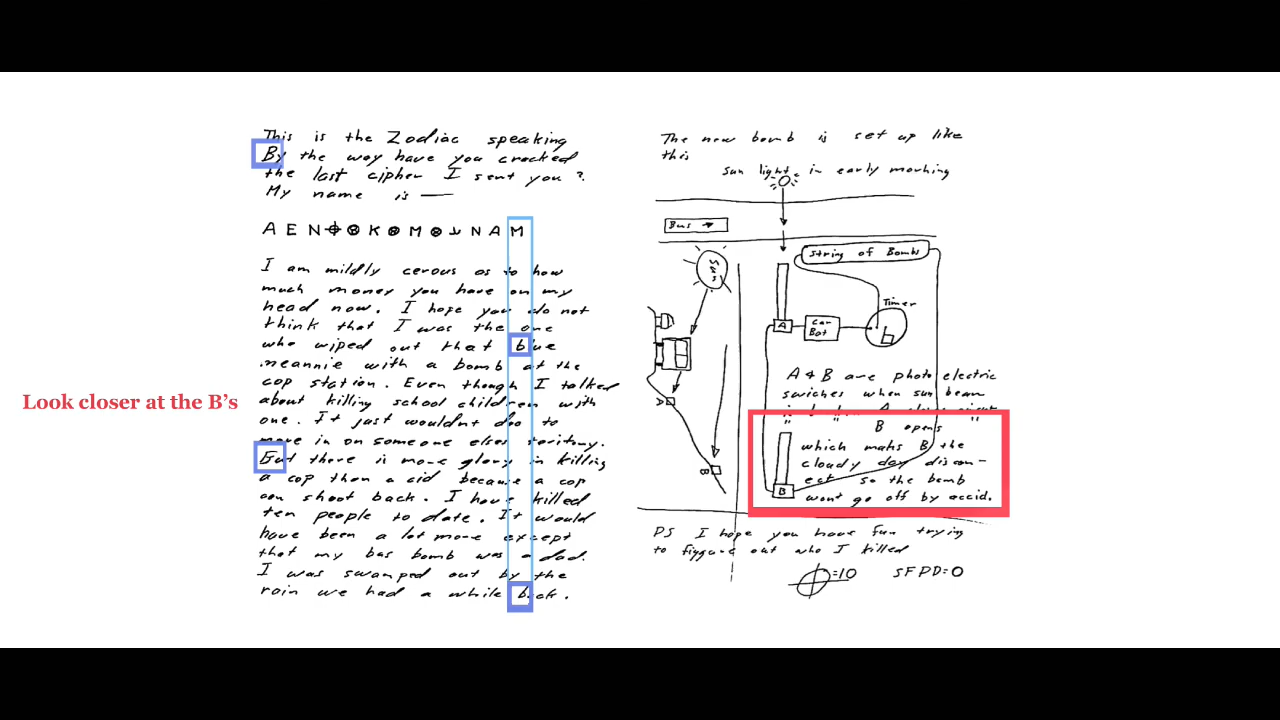 This is the Zodiac speaking
By the way have you cracked
the last cipher I sent you?
My name is —
A E N ⌖ ⊗ K ⊗ M ⊗ N A M
I am mildly cerous as to how
much money you have on my
head now. I hope you do not
think that I was the one
who wiped out that blue
meannie with a bomb at the
cop station. Even though I talked
about killing school children with
one. It just wouldnt doo to
move in on someone elses teritory.
But there is more glory in killing
a cop than a cid because a cop
can shoot back. I have killed
ten people to date. It would
have been a lot more except
that my bas bomb was a dad.
I was swamped out by the
rain we had a while back.
Look closer at the B's
The new bomb is set up like
this
sun light in early morning
Bus →
String of Bombs
Sun
Timer
A
Car
Bat
A & B are photo electric
swiches when sun beam
A
B opens
B
which maks B the
cloudy day discon-
ect so the bomb
B
wont go off by accid.
PS I hope you have fun trying
to figgure out who I killed
=10 SFPD=0